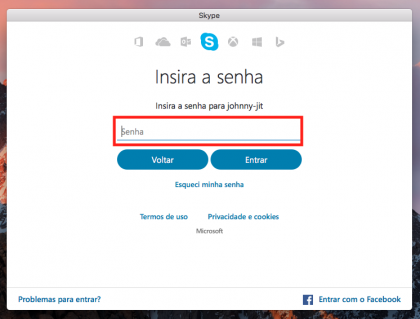 Skype
Insira a senha
Insira a senha para johnny-jit
Senha
Voltar
Entrar
Esqueci minha senha
Termos de uso
Privacidade e cookies
Microsoft
Problemas para entrar?
Entrar com o Facebook